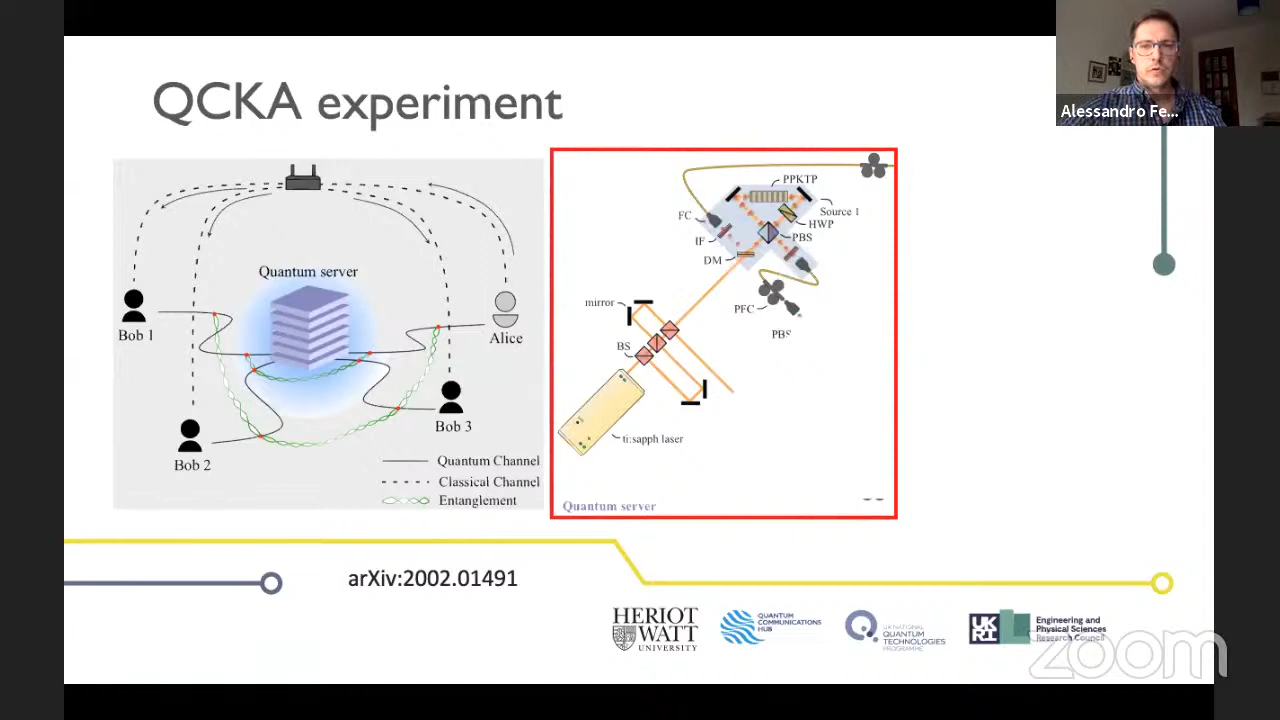 QCKA experiment
Alessandro Fe...
Quantum server
Bob 1
Alice
Bob 2
Bob 3
Quantum Channel
Classical Channel
Entanglement
PPKTP
Source 1
FC
HWP
IF
PBS
DM
mirror
PFC
PBS
BS
ti:sapph laser
Quantum server
arXiv:2002.01491
HERIOT
WATT
UNIVERSITY
QUANTUM
COMMUNICATIONS
HUB
UK NATIONAL
QUANTUM
TECHNOLOGIES
PROGRAMME
UK
RI
Engineering and
Physical Sciences
Research Council
zoom